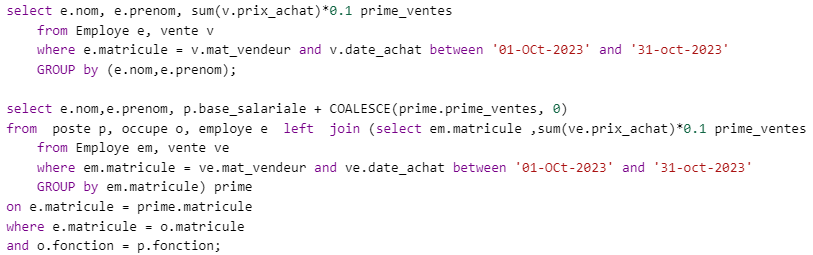 select e.nom, e.prenom, sum(v.prix_achat)*0.1 prime_ventes
from Employe e, vente v
where e.matricule = v.mat_vendeur and v.date_achat between '01-OCt-2023' and '31-oct-2023'
GROUP by (e.nom,e.prenom);
select e.nom,e.prenom, p.base_salariale + COALESCE(prime.prime_ventes, 0)
from  poste p, occupe o, employe e  left  join (select em.matricule ,sum(ve.prix_achat)*0.1 prime_ventes
from Employe em, vente ve
where em.matricule = ve.mat_vendeur and ve.date_achat between '01-OCt-2023' and '31-oct-2023'
GROUP by em.matricule) prime
on e.matricule = prime.matricule
where e.matricule = o.matricule
and o.fonction = p.fonction;